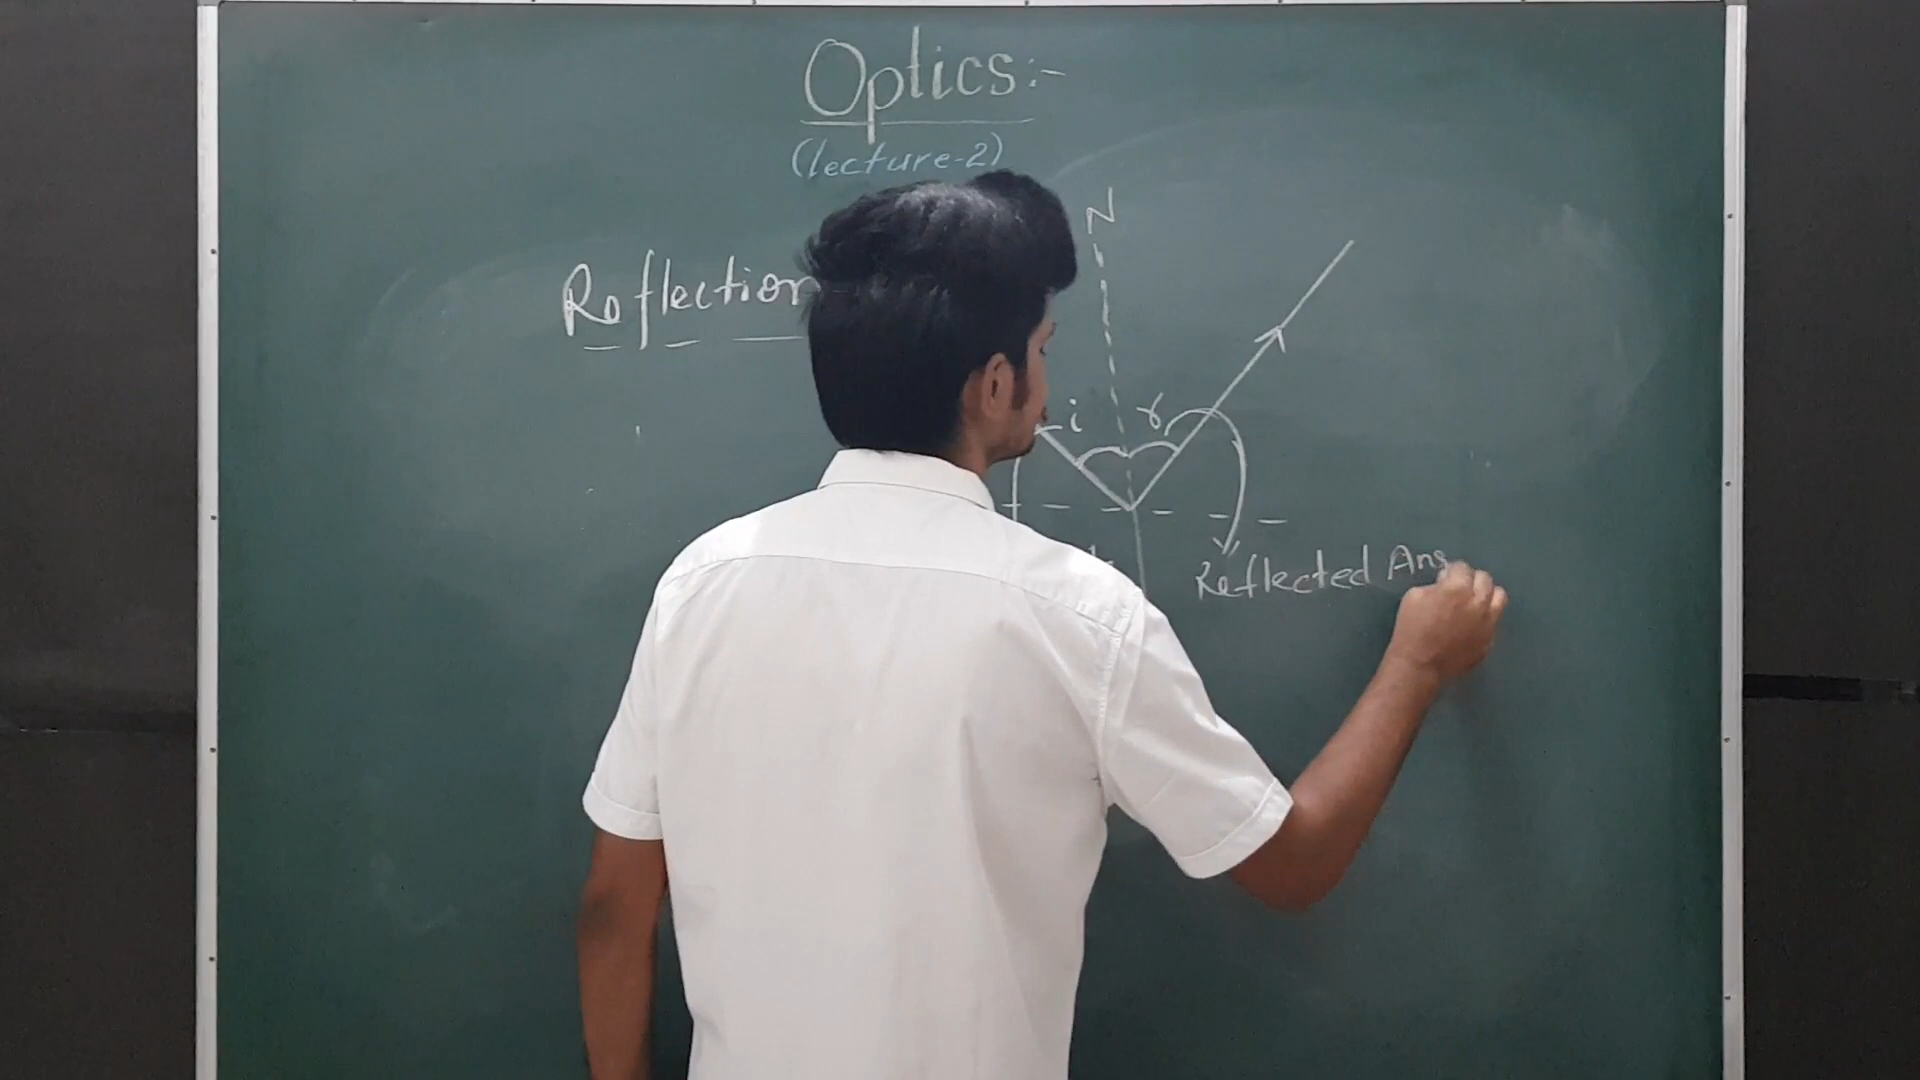 Optics:-
(lecture-2)
N
Reflection
i r
Reflected Ang